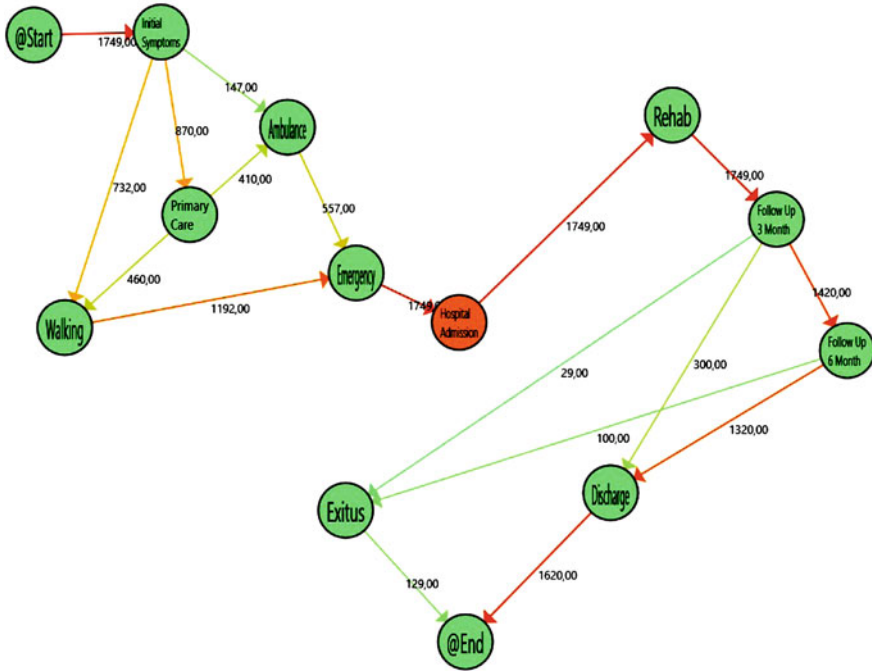 @Start
1749,00
Initial
Symptoms
147,00
Ambulance
870,00
732,00
410,00
Primary
Care
460,00
557,00
Walking
1192,00
Emergency
1749,00
Hospital
Admission
1749,00
Rehab
1749,00
Follow Up
3 Month
1420,00
Follow Up
6 Month
29,00
300,00
100,00
1320,00
Exitus
Discharge
129,00
1620,00
@End